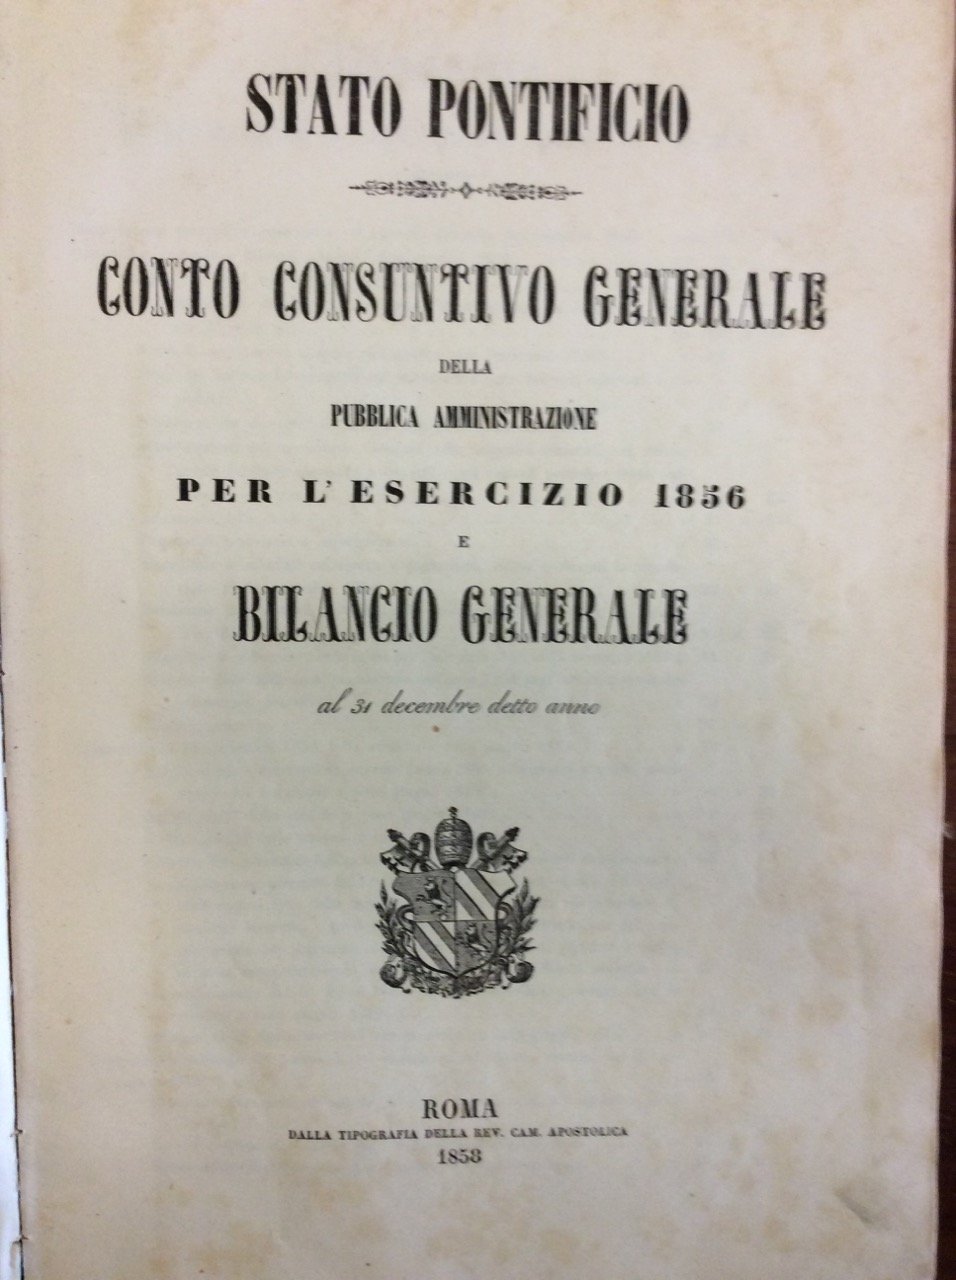 STATO PONTIFICIO
CONTO CONSUNTIVO GENERALE
DELLA
PUBBLICA AMMINISTRAZIONE
PER L'ESERCIZIO 1856
E
BILANCIO GENERALE
al 31 decembre detto anno
ROMA
DALLA TIPOGRAFIA DELLA REV. CAM. APOSTOLICA
1858